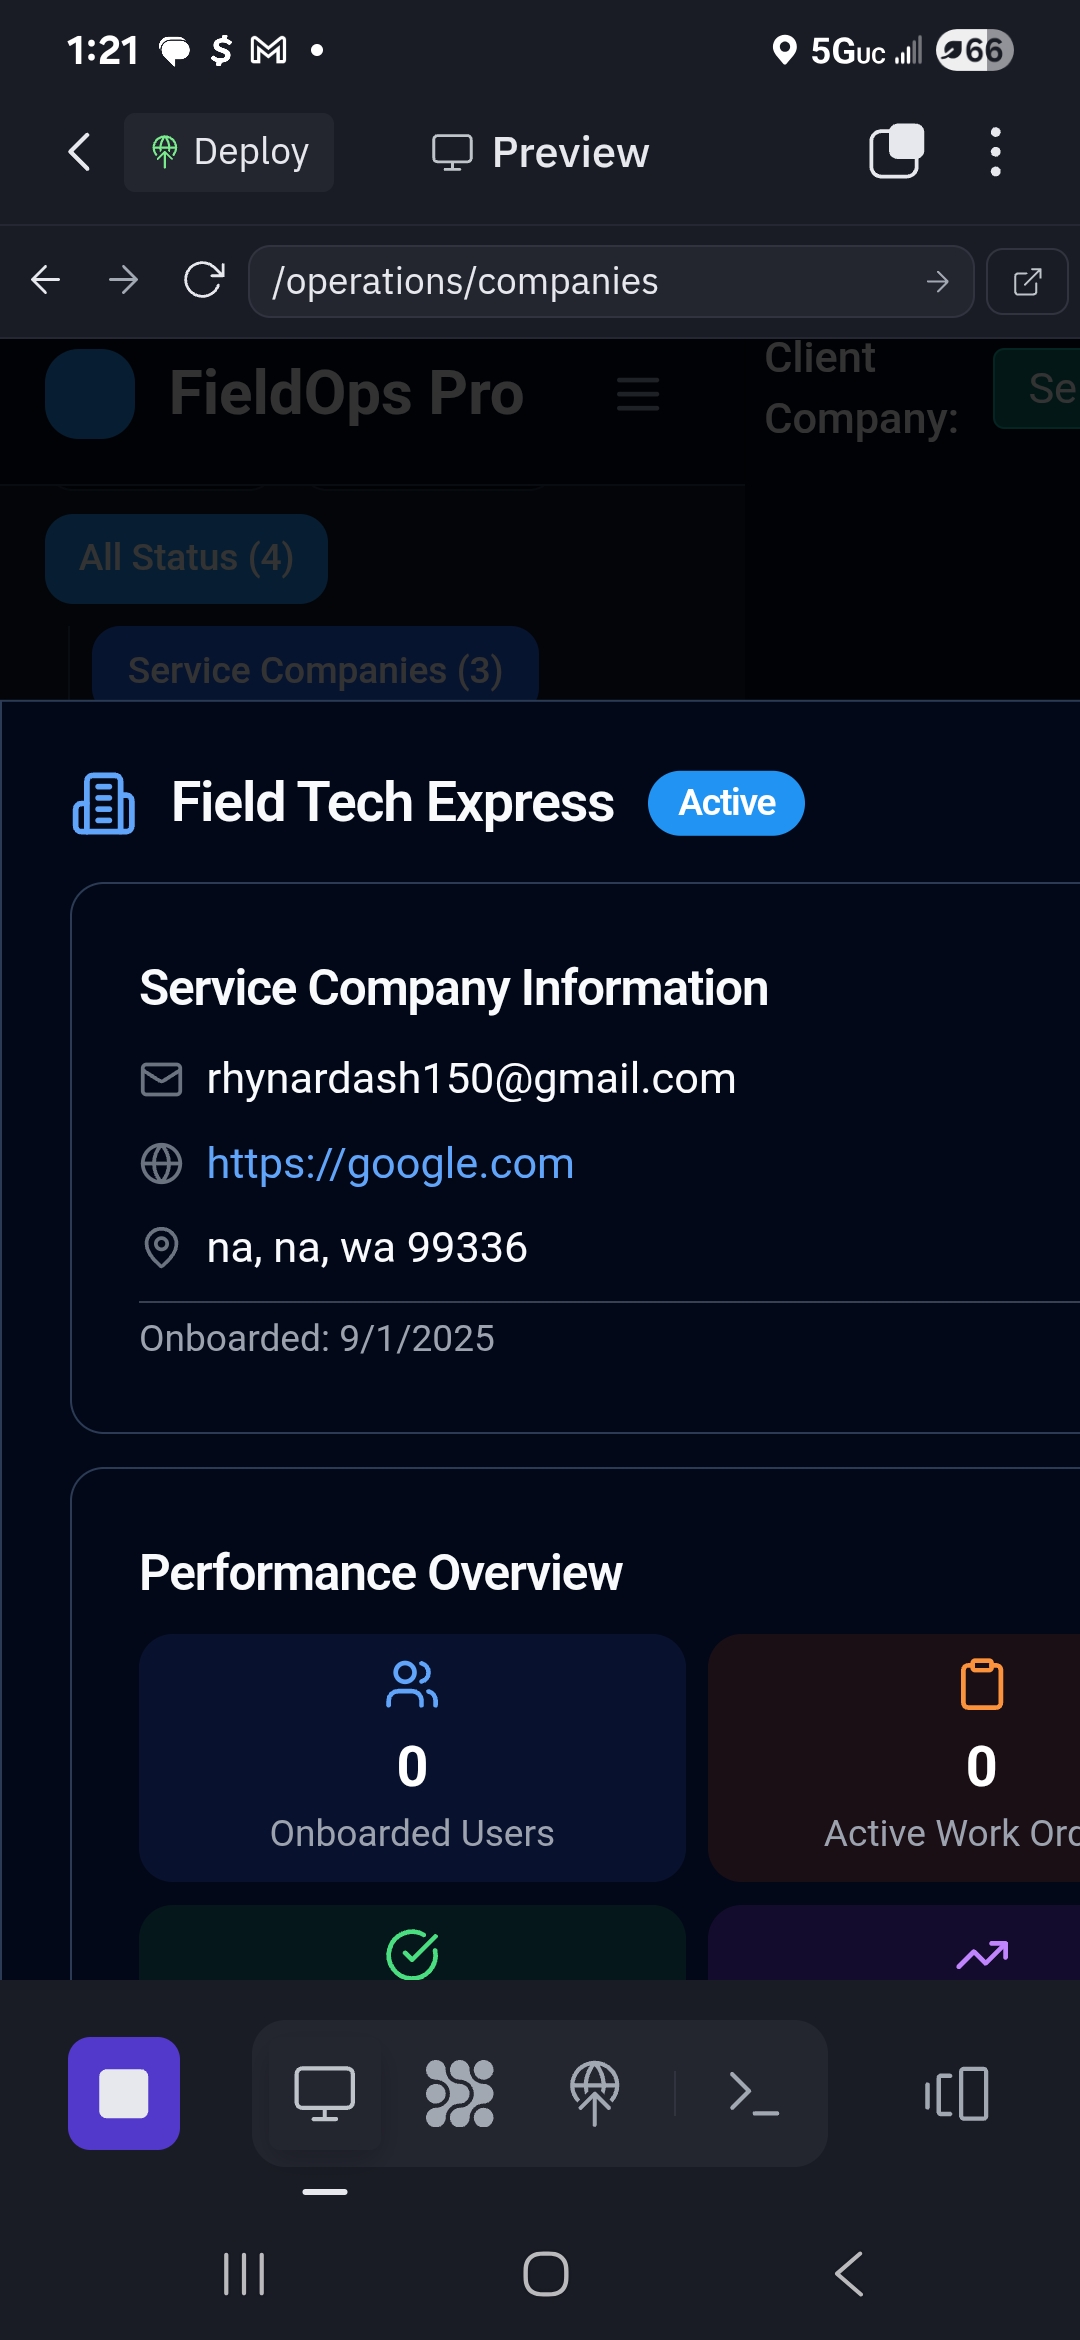 1:21
5GUC
66
Deploy
Preview
/operations/companies
FieldOps Pro
Client
Company:
Se
All Status (4)
Service Companies (3)
Field Tech Express
Active
Service Company Information
rhynardash150@gmail.com
https://google.com
na, na, wa 99336
Onboarded: 9/1/2025
Performance Overview
0
0
Onboarded Users
Active Work Orc